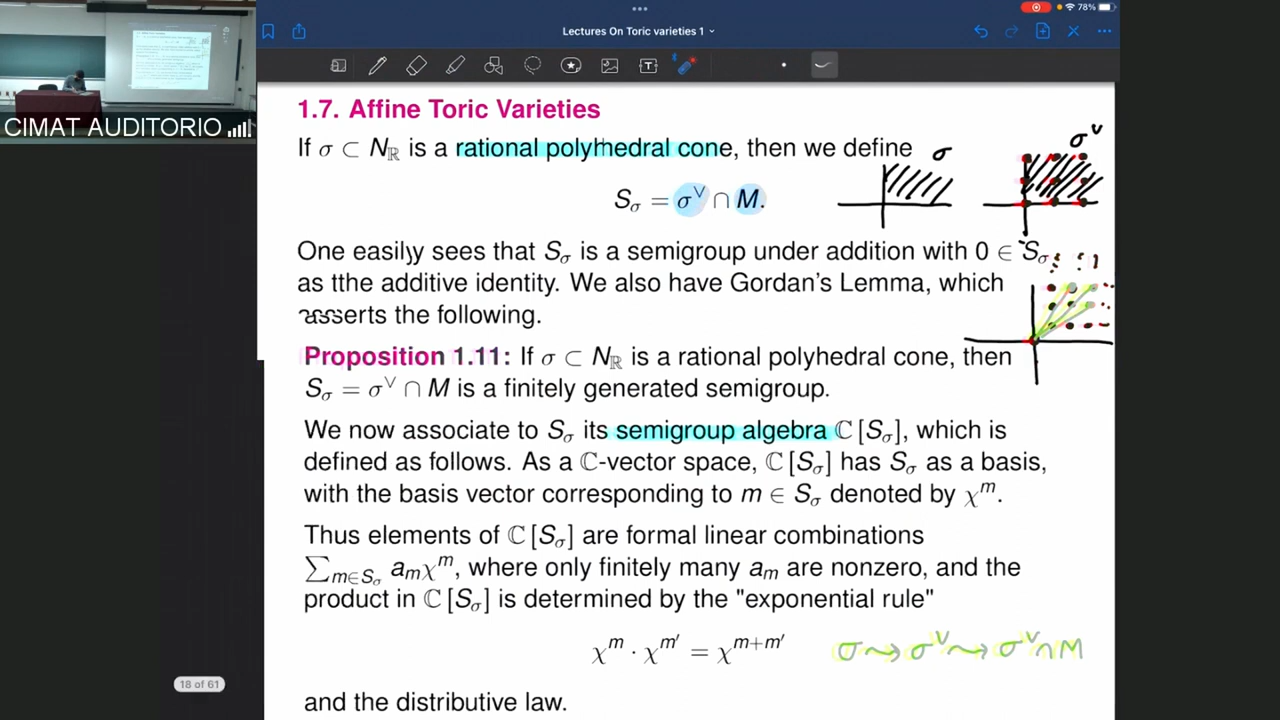 78%
Lectures On Toric varieties 1
CIMAT AUDITORIO
1.7. Affine Toric Varieties
If σ ⊂ Nℝ is a rational polyhedral cone, then we define
σ
σ^∨
S_σ = σ^∨ ∩ M.
One easily sees that S_σ is a semigroup under addition with 0 ∈ S_σ
as tthe additive identity. We also have Gordan's Lemma, which
asserts the following.
Proposition 1.11: If σ ⊂ Nℝ is a rational polyhedral cone, then
S_σ = σ^∨ ∩ M is a finitely generated semigroup.
We now associate to S_σ its semigroup algebra ℂ[S_σ], which is
defined as follows. As a ℂ-vector space, ℂ[S_σ] has S_σ as a basis,
with the basis vector corresponding to m ∈ S_σ denoted by χ^m.
Thus elements of ℂ[S_σ] are formal linear combinations
∑_{m∈S_σ} a_m χ^m, where only finitely many a_m are nonzero, and the
product in ℂ[S_σ] is determined by the "exponential rule"
χ^m · χ^{m'} = χ^{m+m'}
σ ⇝ σ^∨ ⇝ σ^∨ ∩ M
18 of 61
and the distributive law.